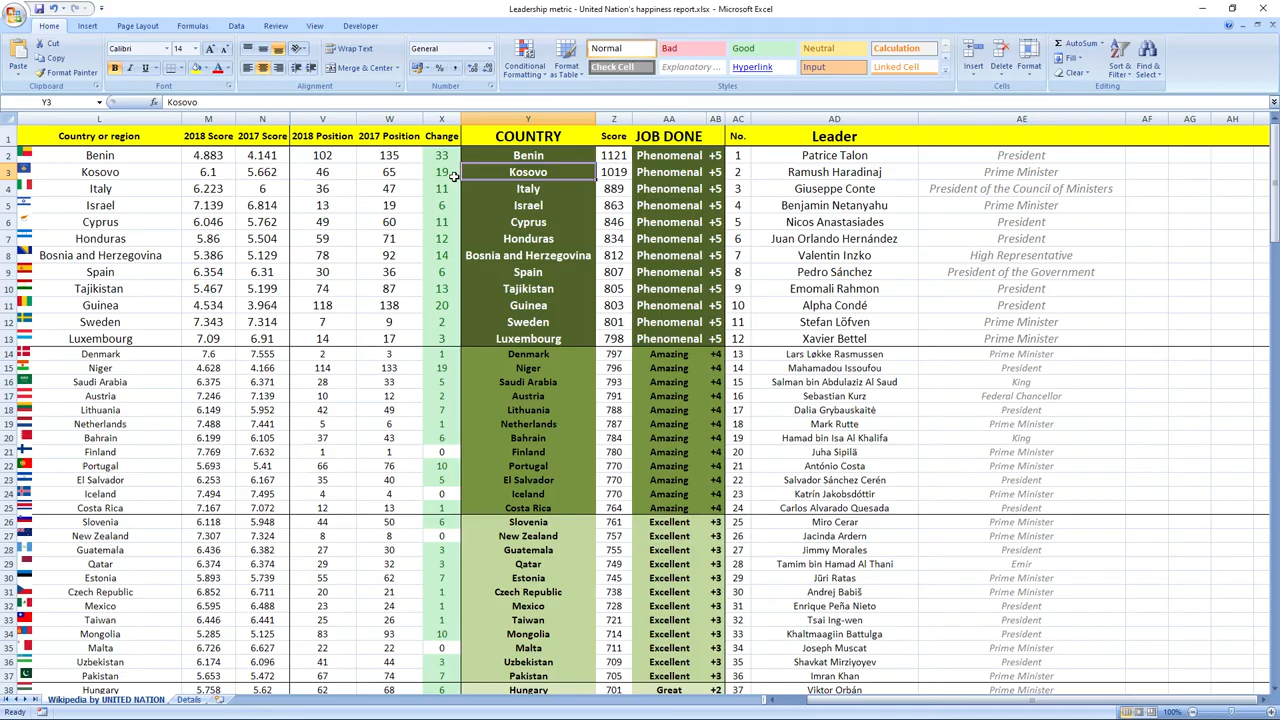 Leadership metric - United Nation's happiness report.xlsx - Microsoft Excel
Home Insert Page Layout Formulas Data Review View Developer
Cut Calibri 14 Wrap Text General Normal Bad Good Neutral Calculation AutoSum
Copy Fill
Paste Format Painter Merge & Center Conditional Formatting Format as Table Check Cell Explanatory ... Hyperlink Input Linked Cell Insert Delete Format Clear Sort & Filter Find & Select
Clipboard Font Alignment Number Styles Cells Editing
Y3 Kosovo
L M N V W X Y Z AA AB AC AD AE AF AG AH
1 Country or region 2018 Score 2017 Score 2018 Position 2017 Position Change COUNTRY Score JOB DONE No. Leader
2 Benin 4.883 4.141 102 135 33 Benin 1121 Phenomenal +5 1 Patrice Talon President
3 Kosovo 6.1 5.662 46 65 19 Kosovo 1019 Phenomenal +5 2 Ramush Haradinaj Prime Minister
4 Italy 6.223 6 36 47 11 Italy 889 Phenomenal +5 3 Giuseppe Conte President of the Council of Ministers
5 Israel 7.139 6.814 13 19 6 Israel 863 Phenomenal +5 4 Benjamin Netanyahu Prime Minister
6 Cyprus 6.046 5.762 49 60 11 Cyprus 846 Phenomenal +5 5 Nicos Anastasiades President
7 Honduras 5.86 5.504 59 71 12 Honduras 834 Phenomenal +5 6 Juan Orlando Hernández President
8 Bosnia and Herzegovina 5.386 5.129 78 92 14 Bosnia and Herzegovina 812 Phenomenal +5 7 Valentin Inzko High Representative
9 Spain 6.354 6.31 30 36 6 Spain 807 Phenomenal +5 8 Pedro Sánchez President of the Government
10 Tajikistan 5.467 5.199 74 87 13 Tajikistan 805 Phenomenal +5 9 Emomali Rahmon President
11 Guinea 4.534 3.964 118 138 20 Guinea 803 Phenomenal +5 10 Alpha Condé President
12 Sweden 7.343 7.314 7 9 2 Sweden 801 Phenomenal +5 11 Stefan Löfven Prime Minister
13 Luxembourg 7.09 6.91 14 17 3 Luxembourg 798 Phenomenal +5 12 Xavier Bettel Prime Minister
14 Denmark 7.6 7.555 2 3 1 Denmark 797 Amazing +4 13 Lars Løkke Rasmussen Prime Minister
15 Niger 4.628 4.166 114 133 19 Niger 796 Amazing +4 14 Mahamadou Issoufou President
16 Saudi Arabia 6.375 6.371 28 33 5 Saudi Arabia 793 Amazing +4 15 Salman bin Abdulaziz Al Saud King
17 Austria 7.246 7.139 10 12 2 Austria 791 Amazing +4 16 Sebastian Kurz Federal Chancellor
18 Lithuania 6.149 5.952 42 49 7 Lithuania 788 Amazing +4 17 Dalia Grybauskaitė President
19 Netherlands 7.488 7.441 5 6 1 Netherlands 787 Amazing +4 18 Mark Rutte Prime Minister
20 Bahrain 6.199 6.105 37 43 6 Bahrain 784 Amazing +4 19 Hamad bin Isa Al Khalifa King
21 Finland 7.769 7.632 1 1 0 Finland 780 Amazing +4 20 Juha Sipilä Prime Minister
22 Portugal 5.693 5.41 66 76 10 Portugal 770 Amazing +4 21 António Costa Prime Minister
23 El Salvador 6.253 6.167 35 40 5 El Salvador 770 Amazing +4 22 Salvador Sánchez Cerén President
24 Iceland 7.494 7.495 4 4 0 Iceland 770 Amazing +4 23 Katrín Jakobsdóttir Prime Minister
25 Costa Rica 7.167 7.072 12 13 1 Costa Rica 764 Amazing +4 24 Carlos Alvarado Quesada President
26 Slovenia 6.118 5.948 44 50 6 Slovenia 761 Excellent +3 25 Miro Cerar Prime Minister
27 New Zealand 7.307 7.324 8 8 0 New Zealand 757 Excellent +3 26 Jacinda Ardern Prime Minister
28 Guatemala 6.436 6.382 27 30 3 Guatemala 755 Excellent +3 27 Jimmy Morales President
29 Qatar 6.374 6.374 29 32 3 Qatar 749 Excellent +3 28 Tamim bin Hamad Al Thani Emir
30 Estonia 5.893 5.739 55 62 7 Estonia 745 Excellent +3 29 Jüri Ratas Prime Minister
31 Czech Republic 6.852 6.711 20 21 1 Czech Republic 738 Excellent +3 30 Andrej Babiš Prime Minister
32 Mexico 6.595 6.488 23 24 1 Mexico 728 Excellent +3 31 Enrique Peña Nieto President
33 Taiwan 6.446 6.441 25 26 1 Taiwan 721 Excellent +3 32 Tsai Ing-wen President
34 Mongolia 5.285 5.125 83 93 10 Mongolia 714 Excellent +3 33 Khaltmaagiin Battulga President
35 Malta 6.726 6.627 22 22 0 Malta 711 Excellent +3 34 Joseph Muscat Prime Minister
36 Uzbekistan 6.174 6.096 41 44 3 Uzbekistan 709 Excellent +3 35 Shavkat Mirziyoyev President
37 Pakistan 5.653 5.472 67 74 7 Pakistan 705 Excellent +3 36 Imran Khan Prime Minister
38 Hungary 5.758 5.62 62 68 6 Hungary 701 Great +2 37 Viktor Orbán Prime Minister
Wikipedia by UNITED NATION Details
Ready 100%